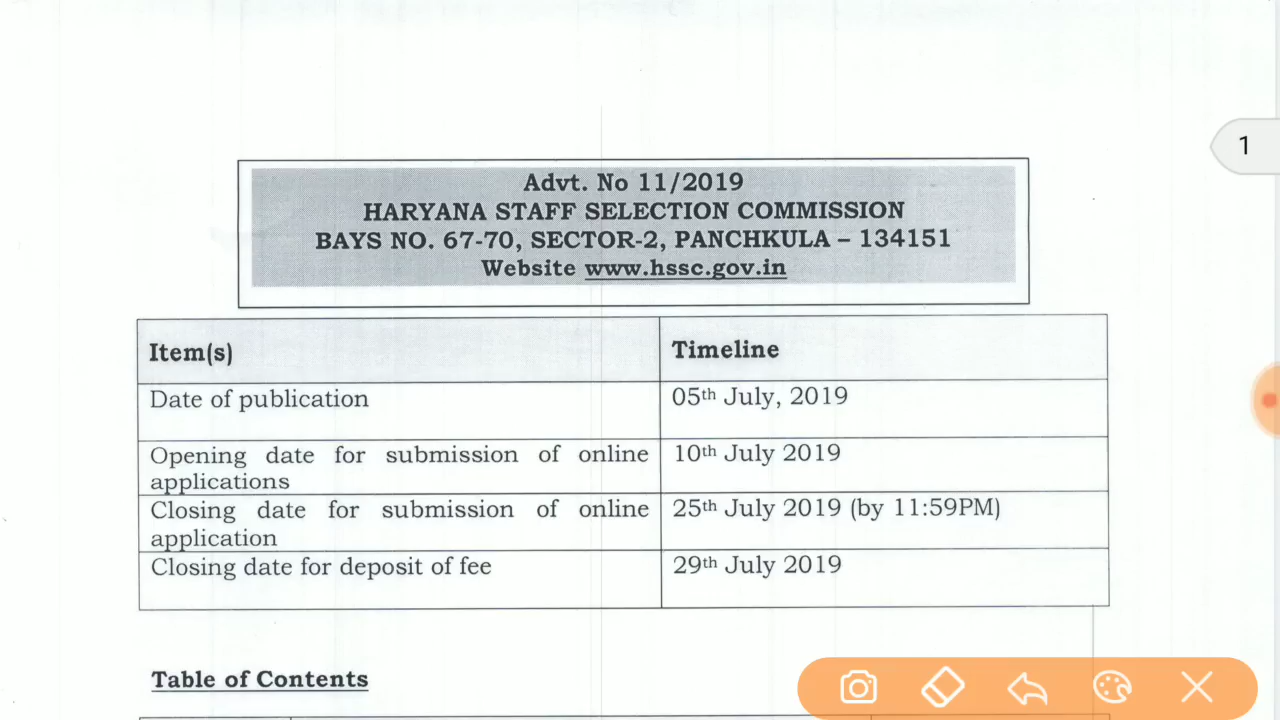 1
Advt. No 11/2019
HARYANA STAFF SELECTION COMMISSION
BAYS NO. 67-70, SECTOR-2, PANCHKULA – 134151
Website www.hssc.gov.in
Item(s) Timeline
Date of publication 05th July, 2019
Opening date for submission of online 10th July 2019
applications
Closing date for submission of online 25th July 2019 (by 11:59PM)
application
Closing date for deposit of fee 29th July 2019
Table of Contents